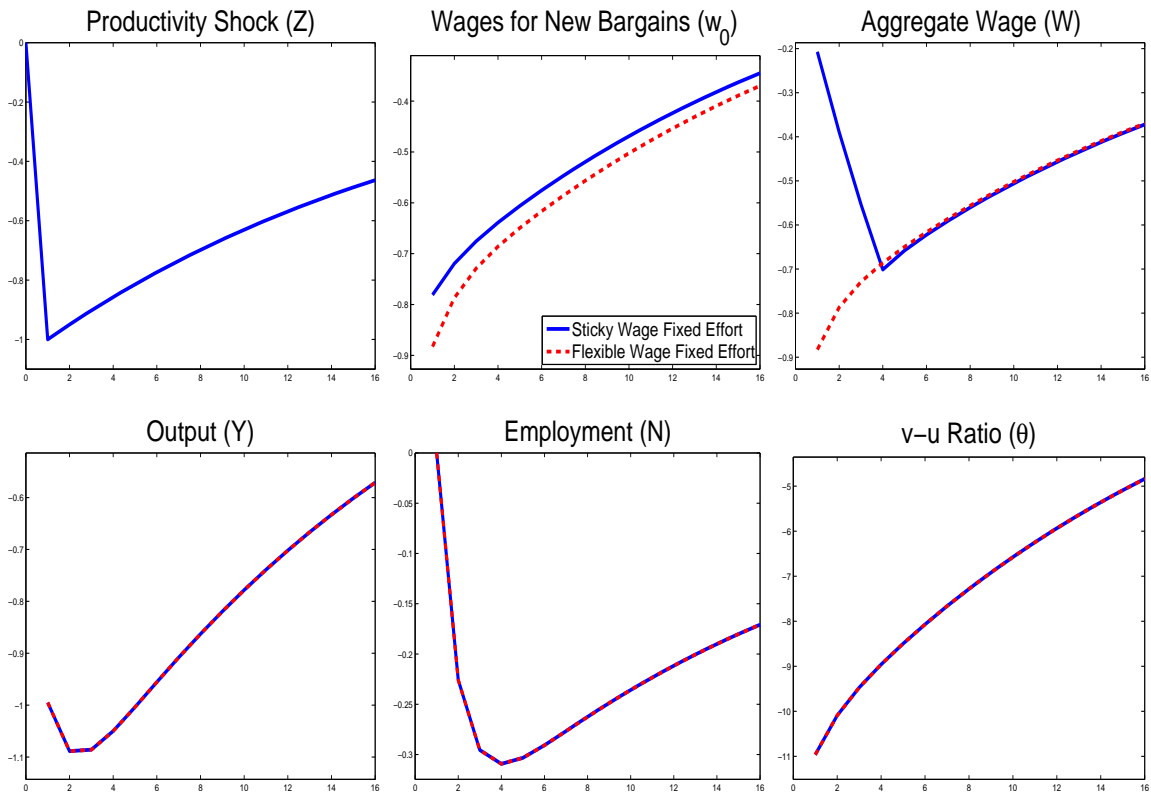 Productivity Shock (Z)
0
−0.2
−0.4
−0.6
−0.8
−1
0 2 4 6 8 10 12 14 16
Wages for New Bargains (w0)
−0.4
−0.5
−0.6
−0.7
−0.8
−0.9
Sticky Wage Fixed Effort
Flexible Wage Fixed Effort
0 2 4 6 8 10 12 14 16
Aggregate Wage (W)
−0.2
−0.3
−0.4
−0.5
−0.6
−0.7
−0.8
−0.9
0 2 4 6 8 10 12 14 16
Output (Y)
−0.6
−0.7
−0.8
−0.9
−1
−1.1
0 2 4 6 8 10 12 14 16
Employment (N)
0
−0.05
−0.1
−0.15
−0.2
−0.25
−0.3
0 2 4 6 8 10 12 14 16
v−u Ratio (θ)
−5
−6
−7
−8
−9
−10
−11
0 2 4 6 8 10 12 14 16